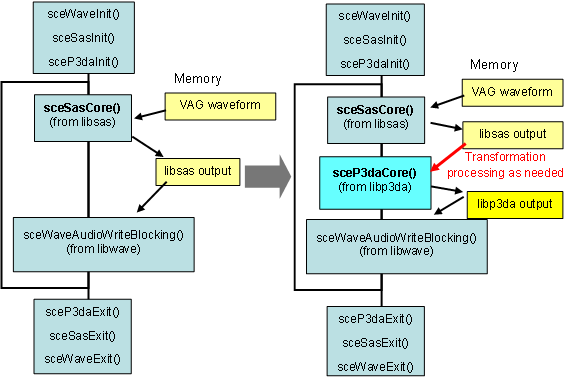 sceWaveInit()
sceSasInit()
sceP3daInit()
Memory
VAG waveform
sceSasCore()
(from libsas)
libsas output
sceWaveAudioWriteBlocking()
(from libwave)
sceP3daExit()
sceSasExit()
sceWaveExit()
sceWaveInit()
sceSasInit()
sceP3daInit()
Memory
VAG waveform
sceSasCore()
(from libsas)
libsas output
Transformation
processing as needed
sceP3daCore()
(from libp3da)
libp3da output
sceWaveAudioWriteBlocking()
(from libwave)
sceP3daExit()
sceSasExit()
sceWaveExit()